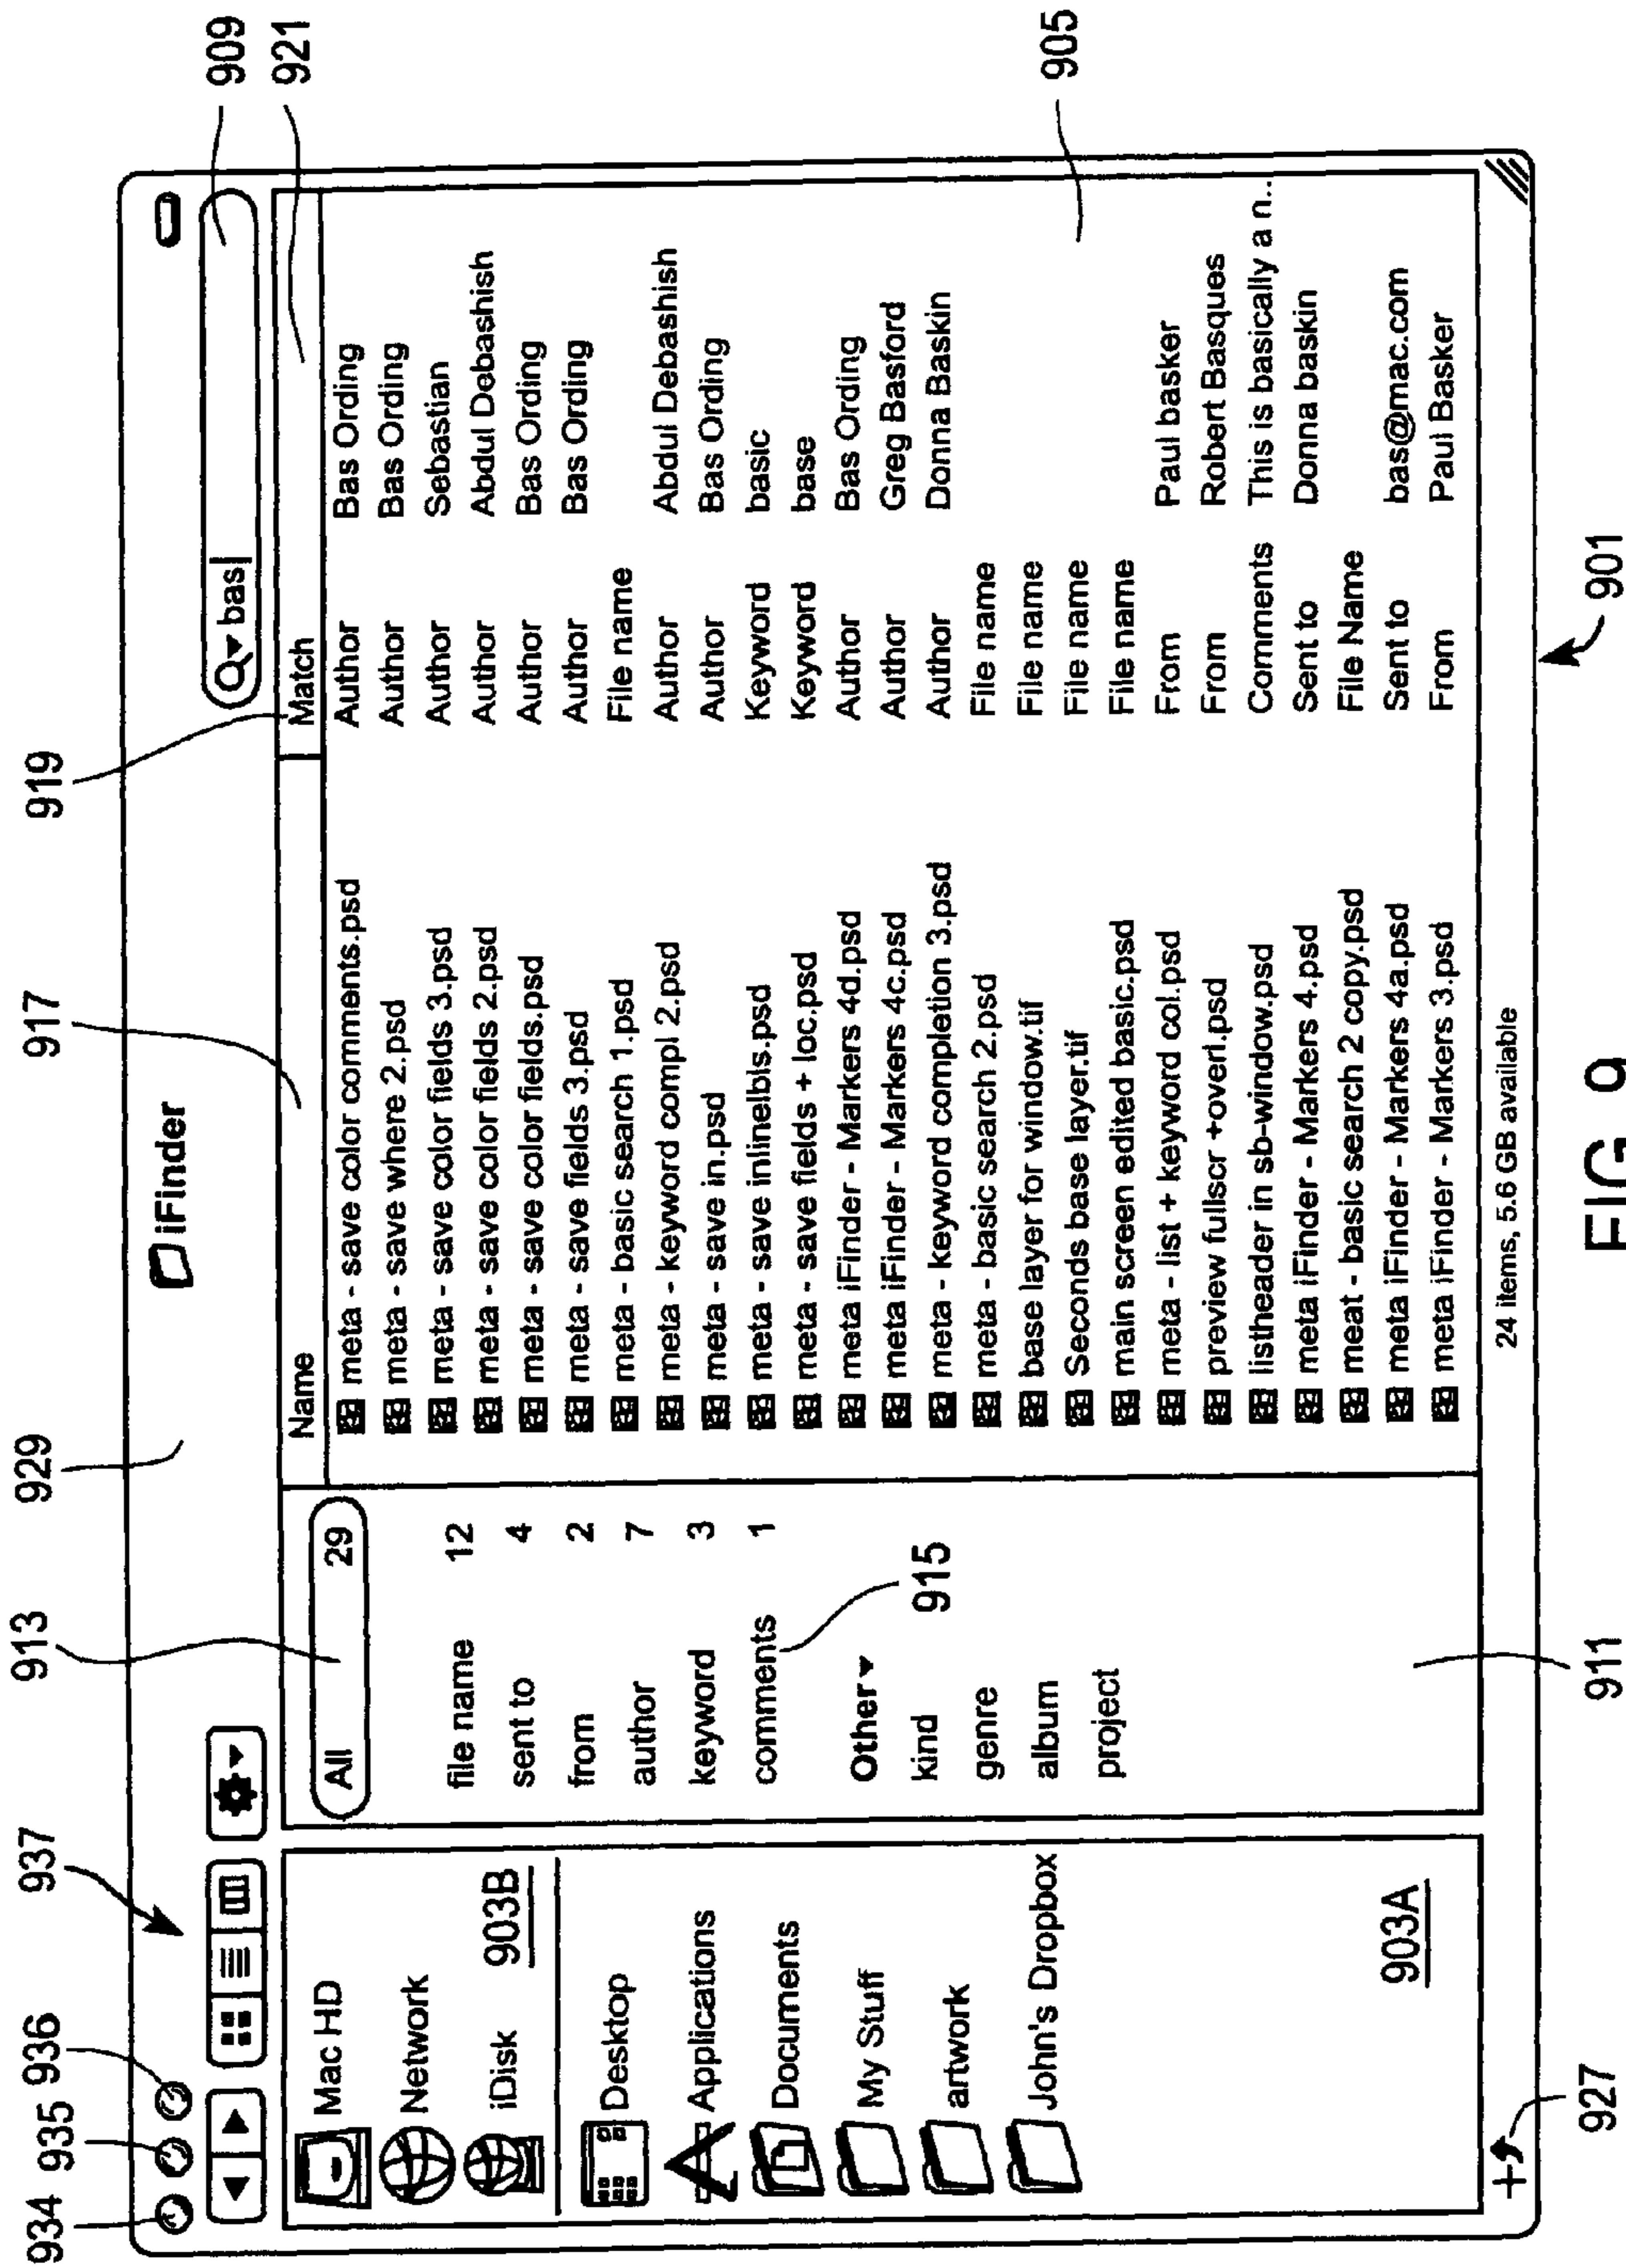 934 935 936 937 913 929 917 919
909
921
iFinder
bas
Mac HD
Network
iDisk
903B
Desktop
Applications
Documents
My Stuff
artwork
John's Dropbox
903A
All 29
file name 12
sent to 4
from 2
author 7
keyword 3
comments 1
915
Other
kind
genre
album
project
Name Match
meta - save color comments.psd Author Bas Ording
meta - save where 2.psd Author Bas Ording
meta - save color fields 3.psd Author Sebastian
meta - save color fields 2.psd Author Abdul Debashish
meta - save color fields.psd Author Bas Ording
meta - save fields 3.psd Author Bas Ording
meta - basic search 1.psd File name
meta - keyword compl 2.psd Author Abdul Debashish
meta - save in.psd Author Bas Ording
meta - save inlinelbls.psd Keyword basic
meta - save fields + loc.psd Keyword base
meta iFinder - Markers 4d.psd Author Bas Ording
meta iFinder - Markers 4c.psd Author Greg Basford
meta - keyword completion 3.psd Author Donna Baskin
meta - basic search 2.psd File name
base layer for window.tif File name
Seconds base layer.tif File name
main screen edited basic.psd File name
meta - list + keyword col.psd From Paul basker
preview fullscr +overl.psd From Robert Basques
listheader in sb-window.psd Comments This is basically a n..
meta iFinder - Markers 4.psd Sent to Donna baskin
meat - basic search 2 copy.psd File Name
meta iFinder - Markers 4a.psd Sent to bas@mac.com
meta iFinder - Markers 3.psd From Paul Basker
905
24 items, 5.6 GB available
927
911
901
FIG. 9